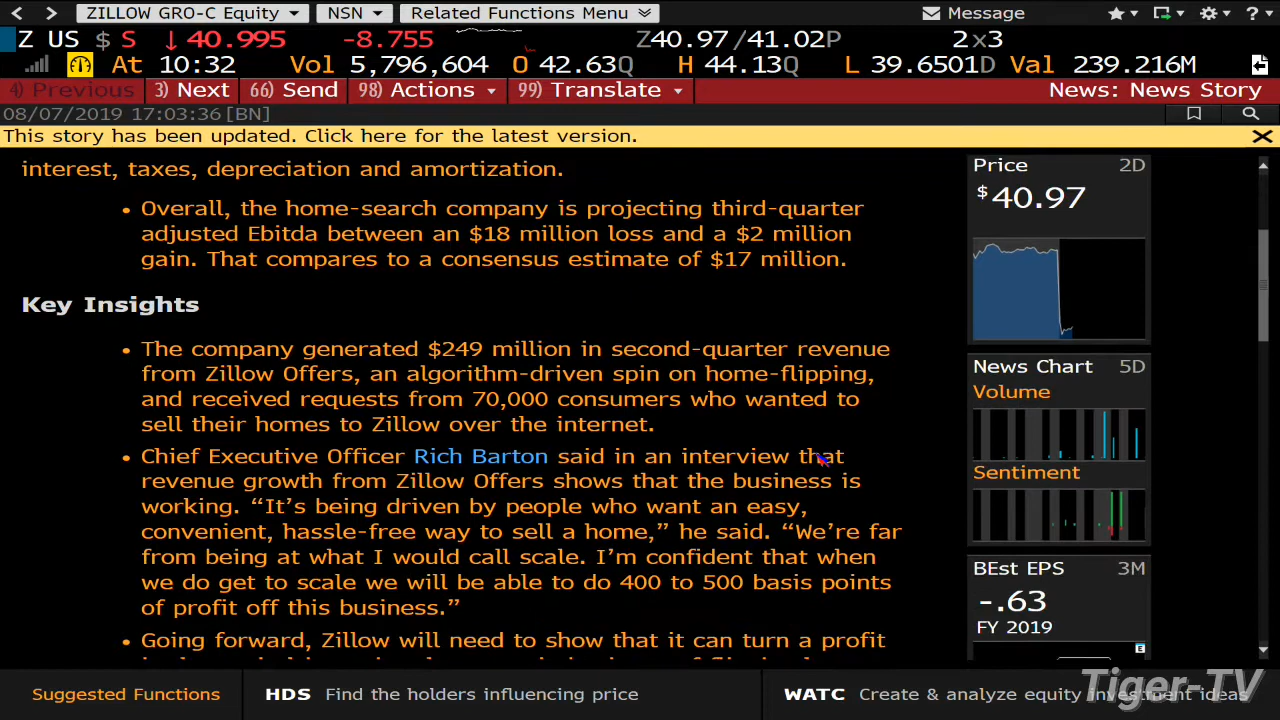 ZILLOW GRO-C Equity
NSN
Related Functions Menu
Message
?
Z US $ S ↓40.995 -8.755 Z40.97/41.02P 2x3
At 10:32 Vol 5,796,604 O 42.63Q H 44.13Q L 39.6501D Val 239.216M
4) Previous 3) Next 66) Send 98) Actions 99) Translate News: News Story
08/07/2019 17:03:36 [BN]
This story has been updated. Click here for the latest version.
interest, taxes, depreciation and amortization.
• Overall, the home-search company is projecting third-quarter
adjusted Ebitda between an $18 million loss and a $2 million
gain. That compares to a consensus estimate of $17 million.
Key Insights
• The company generated $249 million in second-quarter revenue
from Zillow Offers, an algorithm-driven spin on home-flipping,
and received requests from 70,000 consumers who wanted to
sell their homes to Zillow over the internet.
• Chief Executive Officer Rich Barton said in an interview that
revenue growth from Zillow Offers shows that the business is
working. “It’s being driven by people who want an easy,
convenient, hassle-free way to sell a home,” he said. “We’re far
from being at what I would call scale. I’m confident that when
we do get to scale we will be able to do 400 to 500 basis points
of profit off this business.”
• Going forward, Zillow will need to show that it can turn a profit
Price 2D
$40.97
News Chart 5D
Volume
Sentiment
BEst EPS 3M
-.63
FY 2019
E
Suggested Functions
HDS Find the holders influencing price
WATC Create & analyze equity investment ideas
Tiger-TV